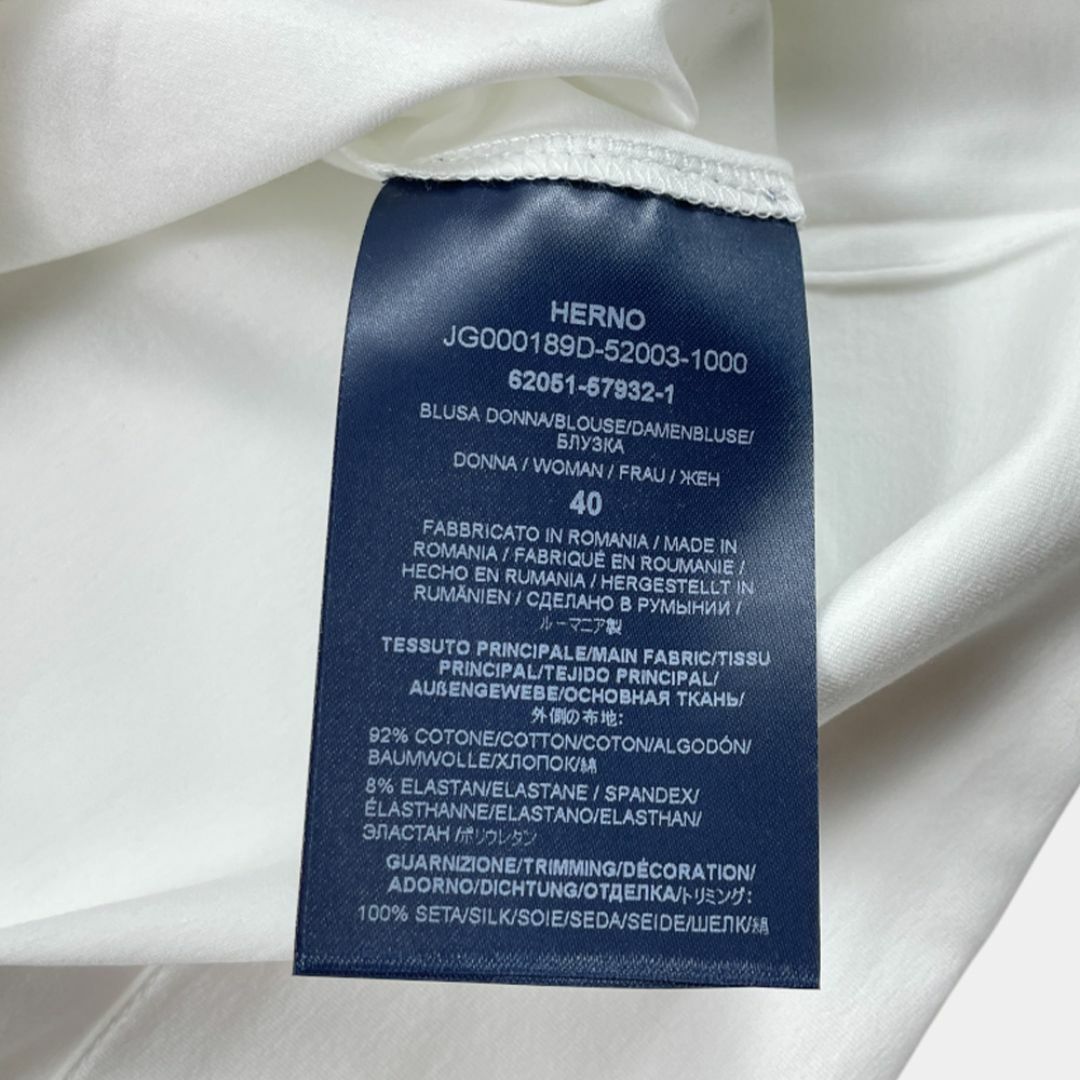 HERNO
JG000189D-52003-1000
62051-57932-1
BLUSA DONNA/BLOUSE/DAMENBLUSE/
БЛУЗКА
DONNA / WOMAN / FRAU / ЖЕН
40
FABBRICATO IN ROMANIA / MADE IN
ROMANIA / FABRIQUÉ EN ROUMANIE /
HECHO EN RUMANIA / HERGESTELLT IN
RUMÄNIEN / СДЕЛАНО В РУМЫНИИ /
ルーマニア製
TESSUTO PRINCIPALE/MAIN FABRIC/TISSU
PRINCIPAL/TEJIDO PRINCIPAL/
AUßENGEWEBE/ОСНОВНАЯ ТКАНЬ/
外側の布地:
92% COTONE/COTTON/COTON/ALGODÓN/
BAUMWOLLE/ХЛОПОК/綿
8% ELASTAN/ELASTANE / SPANDEX/
ÉLASTHANNE/ELASTANO/ELASTHAN/
ЭЛАСТАН /ポリウレタン
GUARNIZIONE/TRIMMING/DÉCORATION/
ADORNO/DICHTUNG/ОТДЕЛКА/トリミング:
100% SETA/SILK/SOIE/SEDA/SEIDE/ШЕЛК/絹